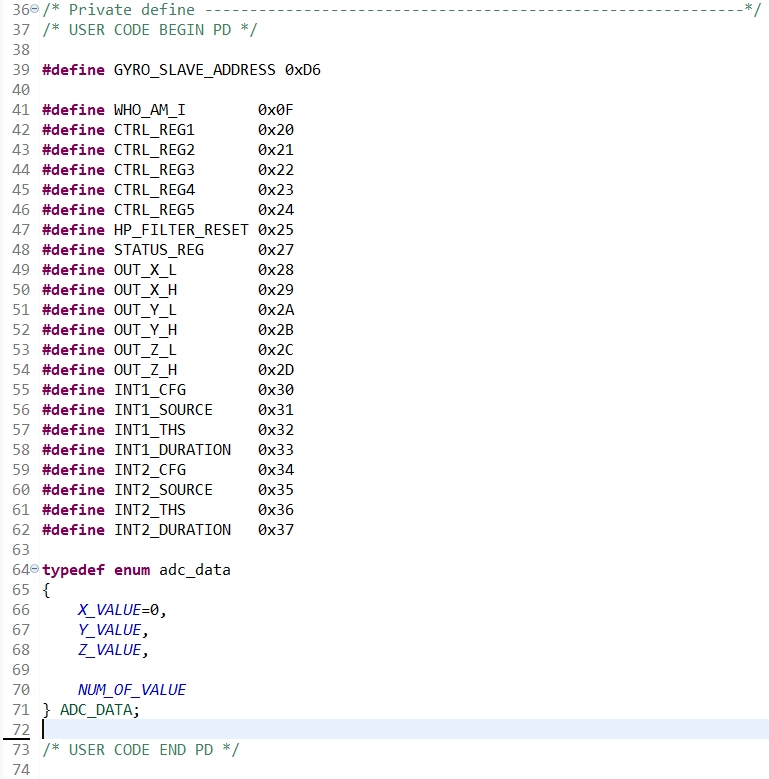 36 /* Private define ------------------------------------------------------------*/
37 /* USER CODE BEGIN PD */
38
39 #define GYRO_SLAVE_ADDRESS 0xD6
40
41 #define WHO_AM_I        0x0F
42 #define CTRL_REG1       0x20
43 #define CTRL_REG2       0x21
44 #define CTRL_REG3       0x22
45 #define CTRL_REG4       0x23
46 #define CTRL_REG5       0x24
47 #define HP_FILTER_RESET 0x25
48 #define STATUS_REG      0x27
49 #define OUT_X_L         0x28
50 #define OUT_X_H         0x29
51 #define OUT_Y_L         0x2A
52 #define OUT_Y_H         0x2B
53 #define OUT_Z_L         0x2C
54 #define OUT_Z_H         0x2D
55 #define INT1_CFG        0x30
56 #define INT1_SOURCE     0x31
57 #define INT1_THS        0x32
58 #define INT1_DURATION   0x33
59 #define INT2_CFG        0x34
60 #define INT2_SOURCE     0x35
61 #define INT2_THS        0x36
62 #define INT2_DURATION   0x37
63
64 typedef enum adc_data
65 {
66     X_VALUE=0,
67     Y_VALUE,
68     Z_VALUE,
69
70     NUM_OF_VALUE
71 } ADC_DATA;
72
73 /* USER CODE END PD */
74